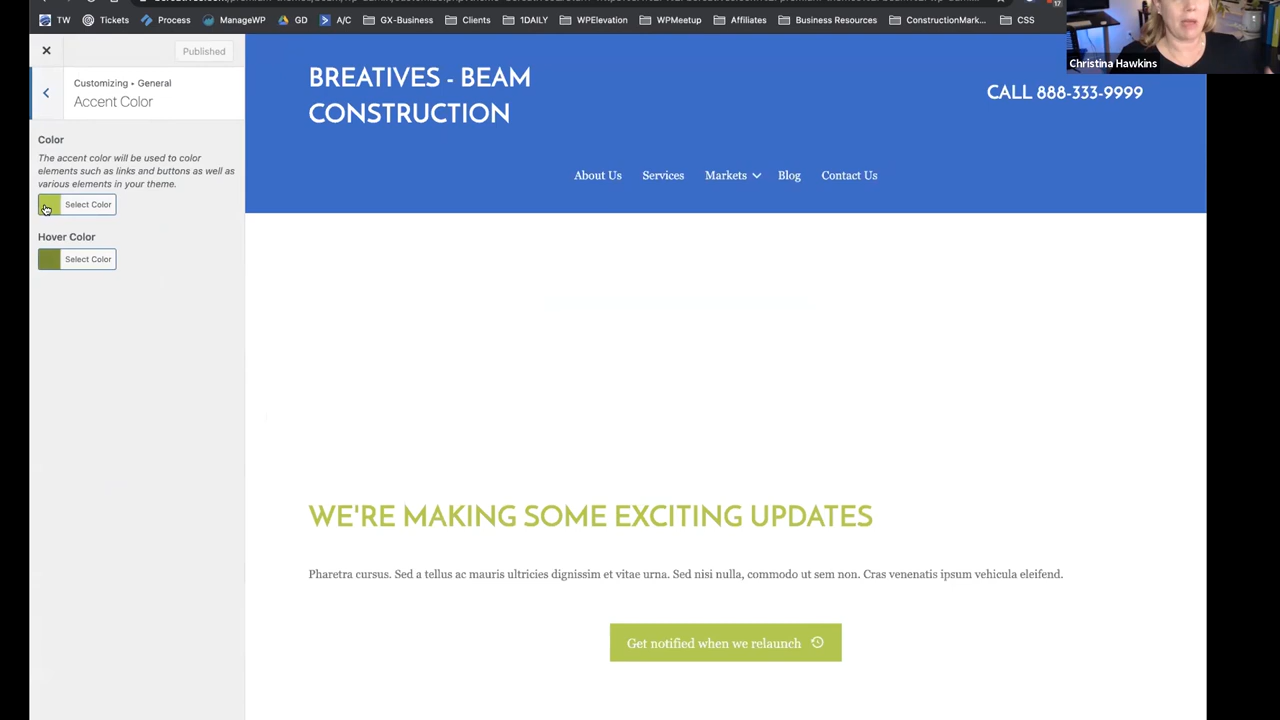 TW
Tickets
Process
ManageWP
GD
A/C
GX-Business
Clients
1DAILY
WPElevation
WPMeetup
Affiliates
Business Resources
ConstructionMark...
CSS
17
Christina Hawkins
Published
Customizing ▸ General
Accent Color
Color
The accent color will be used to color
elements such as links and buttons as well as
various elements in your theme.
Select Color
Hover Color
Select Color
BREATIVES - BEAM
CONSTRUCTION
CALL 888-333-9999
About Us
Services
Markets
Blog
Contact Us
WE'RE MAKING SOME EXCITING UPDATES
Pharetra cursus. Sed a tellus ac mauris ultricies dignissim et vitae urna. Sed nisi nulla, commodo ut sem non. Cras venenatis ipsum vehicula eleifend.
Get notified when we relaunch